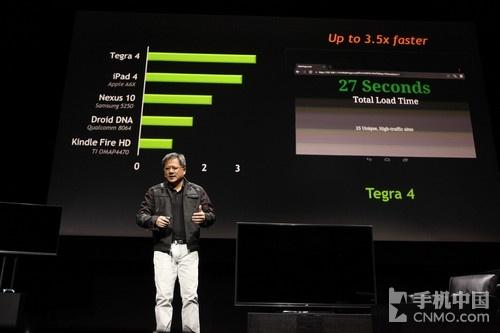 Up to 3.5x faster
Tegra 4
iPad 4
Apple A6X
Nexus 10
Samsung 5250
Droid DNA
Qualcomm 8064
Kindle Fire HD
TI OMAP4470
0 1 2 3
27 Seconds
Total Load Time
25 Unique, High-traffic sites
Tegra 4
手机中国
CNMO.com